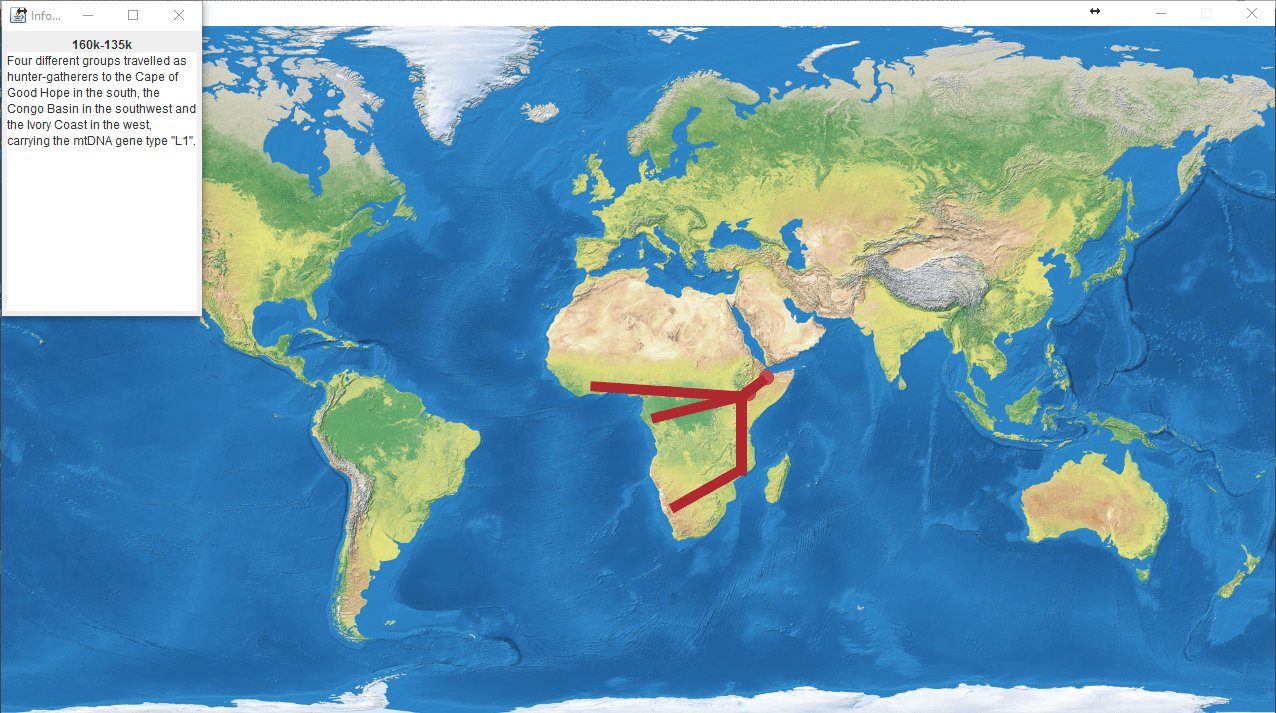 Info...
160k-135k
Four different groups travelled as
hunter-gatherers to the Cape of
Good Hope in the south, the
Congo Basin in the southwest and
the Ivory Coast in the west,
carrying the mtDNA gene type "L1".